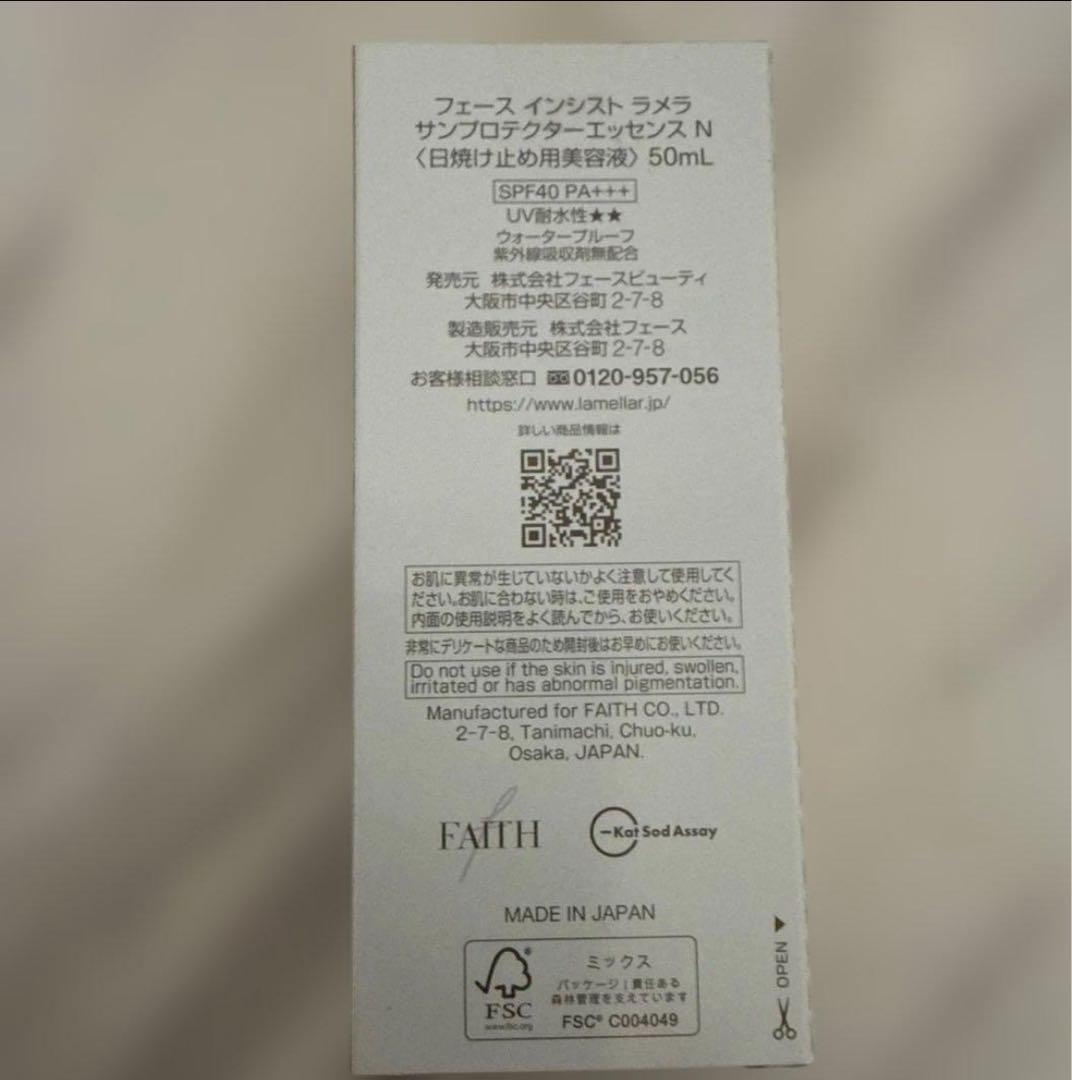 フェース インシスト ラメラ
サンプロテクターエッセンス N
〈日焼け止め用美容液〉50mL
SPF40 PA+++
UV耐水性★★
ウォータープルーフ
紫外線吸収剤無配合
発売元 株式会社フェースビューティ
大阪市中央区谷町 2-7-8
製造販売元 株式会社フェース
大阪市中央区谷町 2-7-8
お客様相談窓口 0120-957-056
https://www.lamellar.jp/
詳しい商品情報は
お肌に異常が生じていないかよく注意して使用してく
ださい。お肌に合わない時は、ご使用をおやめください。
内面の使用説明をよく読んでから、お使いください。
非常にデリケートな商品のため開封後はお早めにお使いください。
Do not use if the skin is injured, swollen,
irritated or has abnormal pigmentation.
Manufactured for FAITH CO., LTD.
2-7-8, Tanimachi, Chuo-ku,
Osaka, JAPAN.
FAITH
Kat Sod Assay
MADE IN JAPAN
FSC
www.fsc.org
ミックス
パッケージ|責任ある
森林管理を支えています
FSC® C004049
OPEN